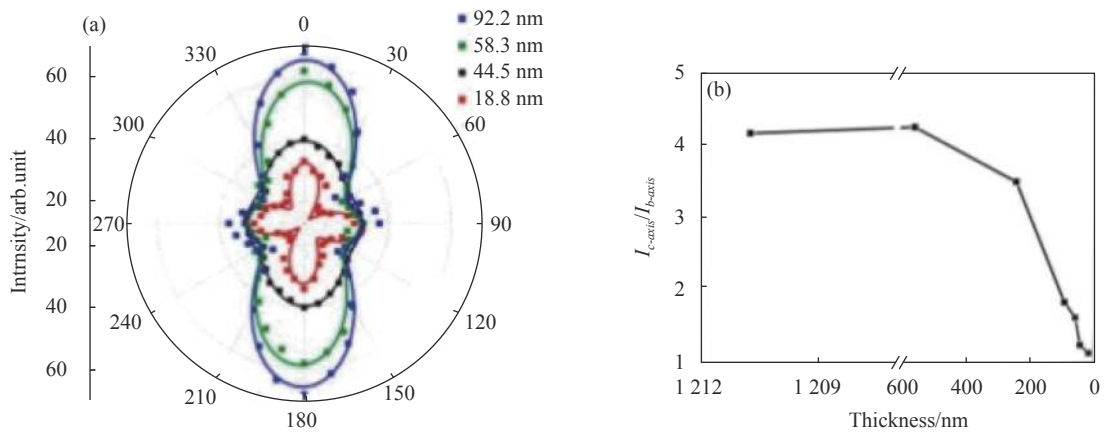 (a)
0
30
60
90
120
150
180
210
240
270
300
330
60
40
20
20
40
60
Intrnsity/arb.unit
92.2 nm
58.3 nm
44.5 nm
18.8 nm
(b)
5
4
3
2
1
I c-axis/I b-axis
1 212 1 209 600 400 200 0
Thickness/nm